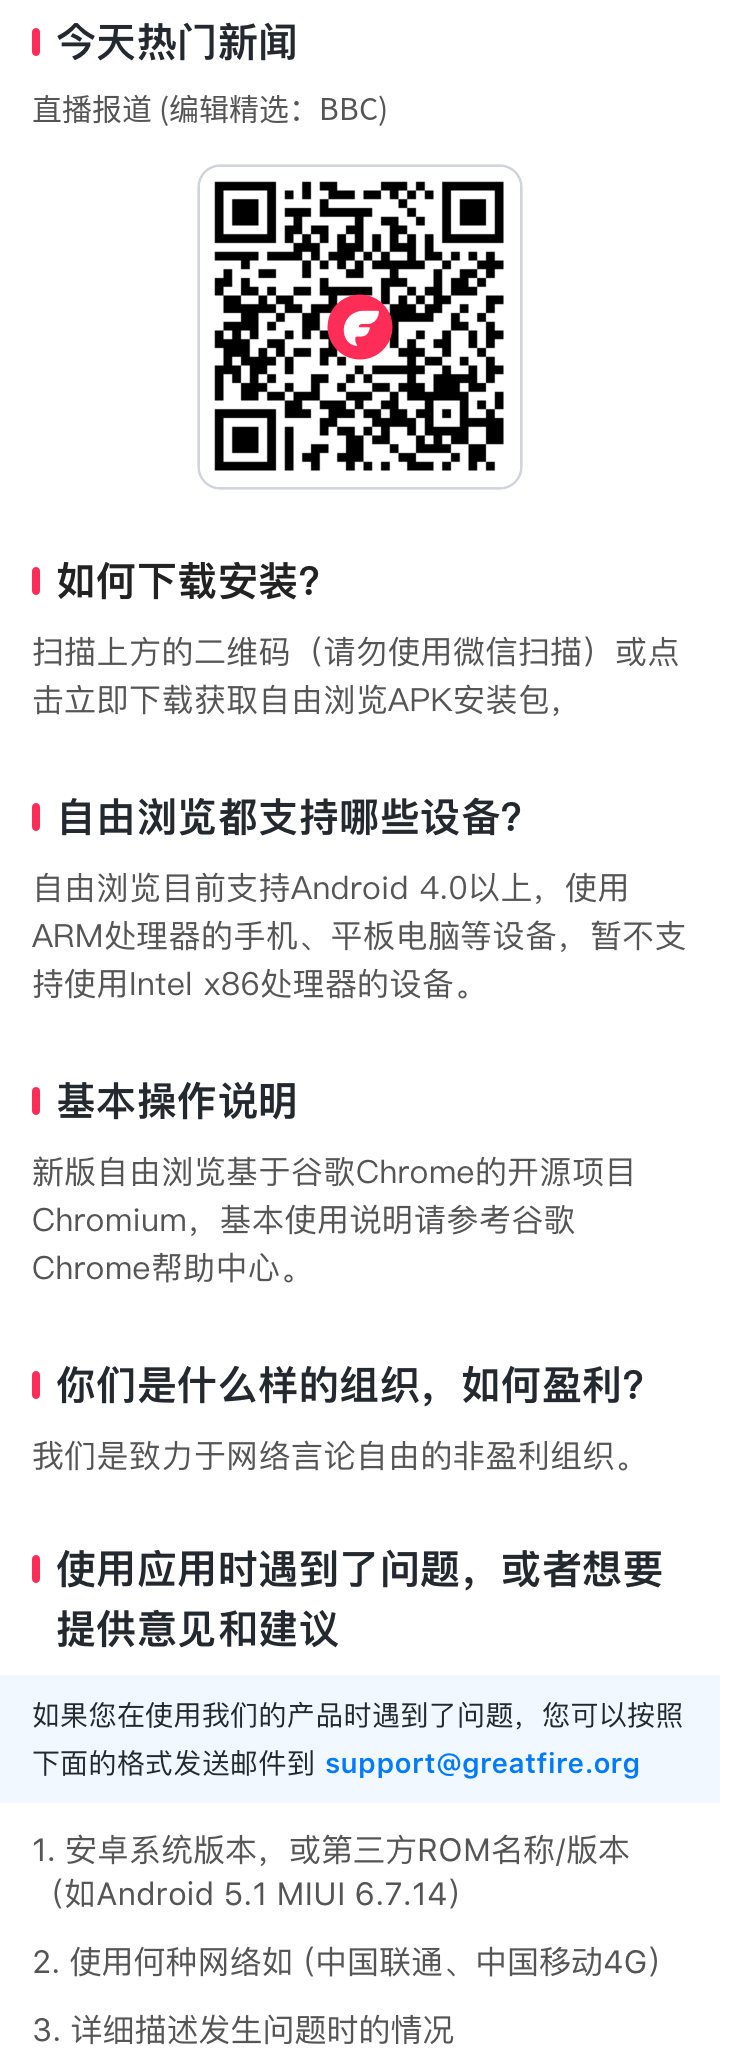 今天热门新闻
直播报道 (编辑精选：BBC)
如何下载安装?
扫描上方的二维码（请勿使用微信扫描）或点
击立即下载获取自由浏览APK安装包，
自由浏览都支持哪些设备?
自由浏览目前支持Android 4.0以上，使用
ARM处理器的手机、平板电脑等设备，暂不支
持使用Intel x86处理器的设备。
基本操作说明
新版自由浏览基于谷歌Chrome的开源项目
Chromium，基本使用说明请参考谷歌
Chrome帮助中心。
你们是什么样的组织，如何盈利?
我们是致力于网络言论自由的非盈利组织。
使用应用时遇到了问题，或者想要
提供意见和建议
如果您在使用我们的产品时遇到了问题，您可以按照
下面的格式发送邮件到 support@greatfire.org
1. 安卓系统版本，或第三方ROM名称/版本
（如Android 5.1 MIUI 6.7.14）
2. 使用何种网络如 (中国联通、中国移动4G）
3. 详细描述发生问题时的情况